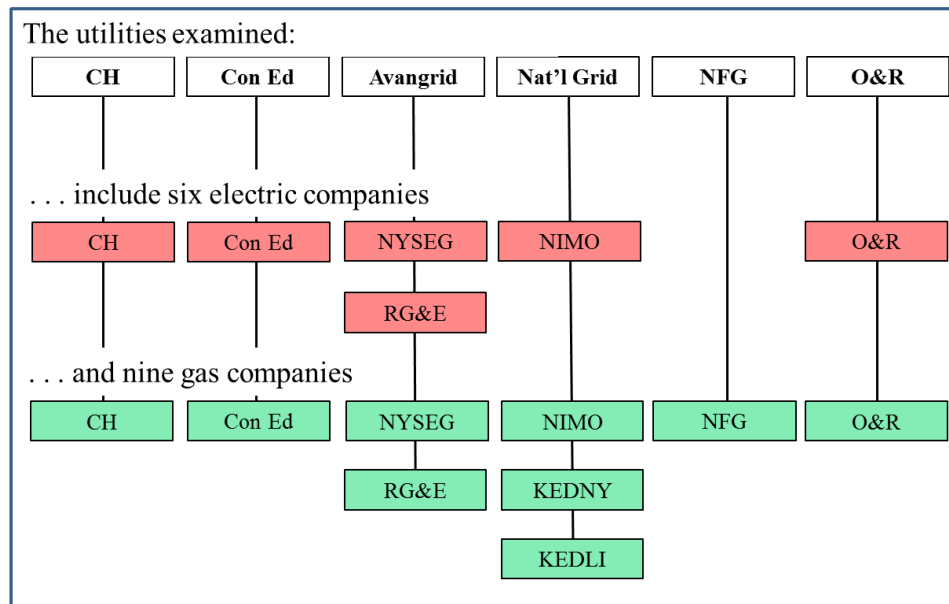 The utilities examined:
CH Con Ed Avangrid Nat’l Grid NFG O&R
. . . include six electric companies
CH Con Ed NYSEG NIMO O&R
RG&E
. . . and nine gas companies
CH Con Ed NYSEG NIMO NFG O&R
RG&E KEDNY
KEDLI